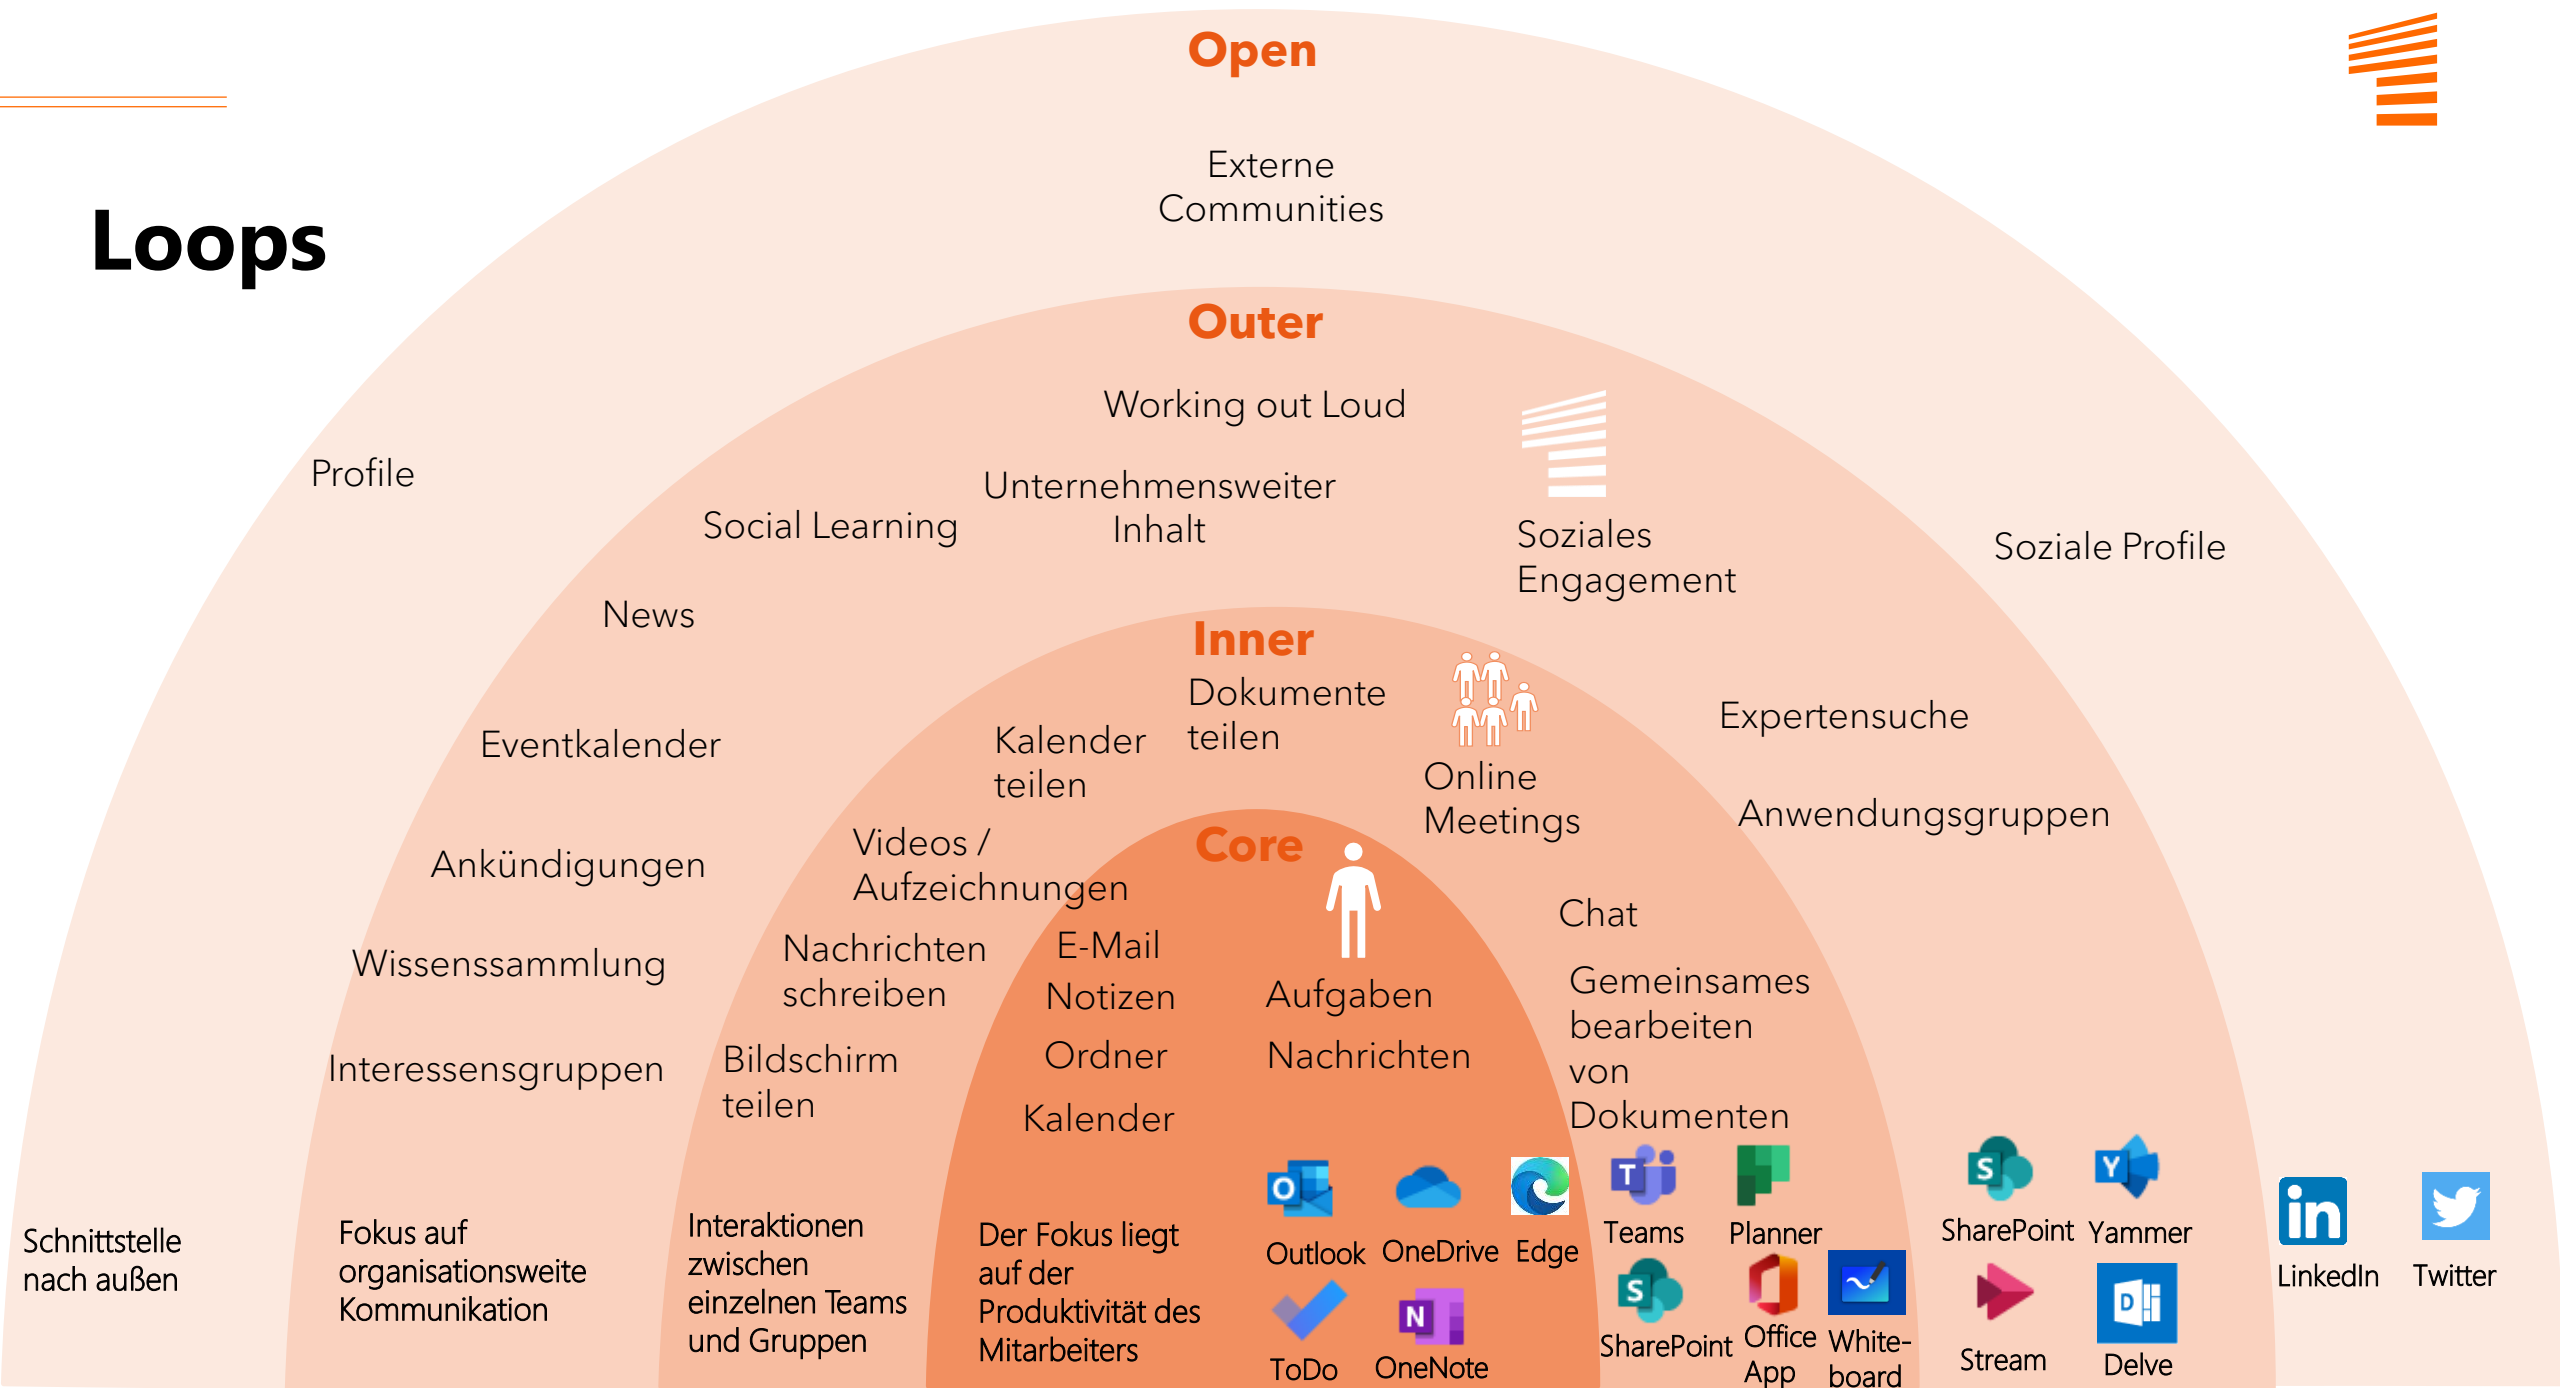 Open
Externe
Communities
Loops
Outer
Working out Loud
Profile
Unternehmensweiter
Inhalt
Social Learning
Soziales
Engagement
Soziale Profile
News
Inner
Dokumente
teilen
Kalender
teilen
Eventkalender
Expertensuche
Online
Meetings
Anwendungsgruppen
Core
Videos /
Aufzeichnungen
Ankündigungen
Chat
Nachrichten
schreiben
E-Mail
Wissenssammlung
Notizen
Aufgaben
Gemeinsames
bearbeiten
von
Dokumenten
Interessensgruppen
Bildschirm
teilen
Ordner
Nachrichten
Kalender
Schnittstelle
nach außen
Fokus auf
organisationsweite
Kommunikation
Interaktionen
zwischen
einzelnen Teams
und Gruppen
Der Fokus liegt
auf der
Produktivität des
Mitarbeiters
O
Outlook
OneDrive
Edge
ToDo
N
OneNote
T
Teams
Planner
S
SharePoint
Office
App
White-
board
S
SharePoint
Y
Yammer
Stream
D
Delve
in
LinkedIn
Twitter